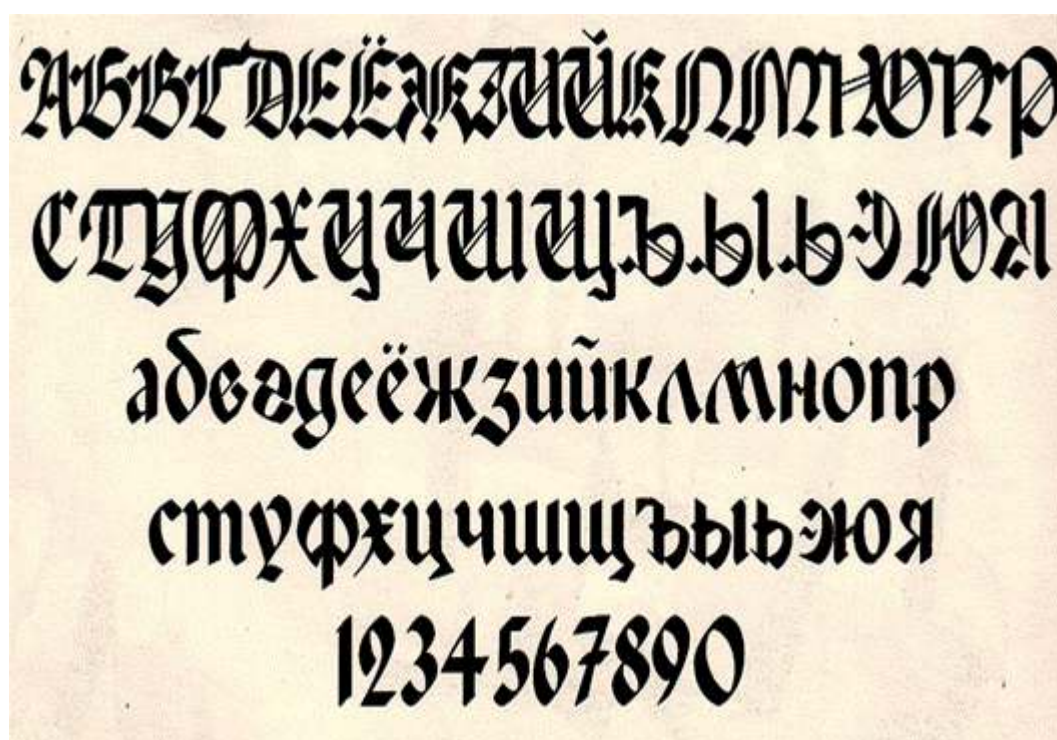 АБВГДЕЁЖЗИЙКЛМНОПР
СТУФХЦЧШЩЪЫЬЭЮЯ
абвгдеёжзийклмнопр
стуфхцчшщъыьэюя
1234567890